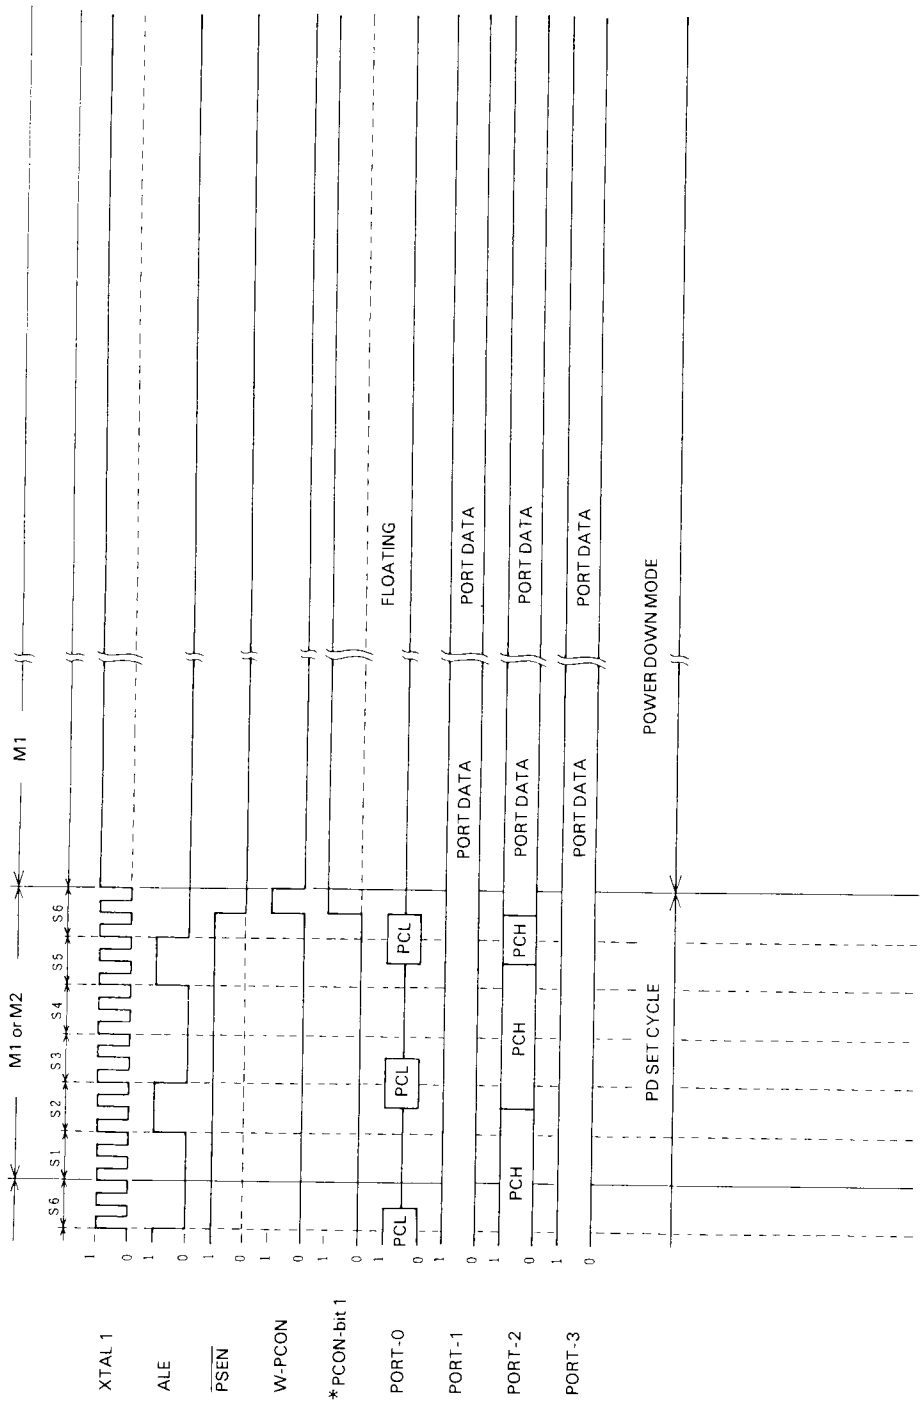 M1 or M2 M1
S6 S1 S2 S3 S4 S5 S6
XTAL 1 1 0
ALE 1 0
PSEN 1 0
W-PCON 1 0
*PCON-bit 1 1 0
PORT-0 1 0 PCL PCL PCL FLOATING
PORT-1 1 0 PORT DATA PORT DATA
PORT-2 1 0 PCH PCH PCH PORT DATA PORT DATA
PORT-3 1 0 PORT DATA PORT DATA
PD SET CYCLE POWER DOWN MODE